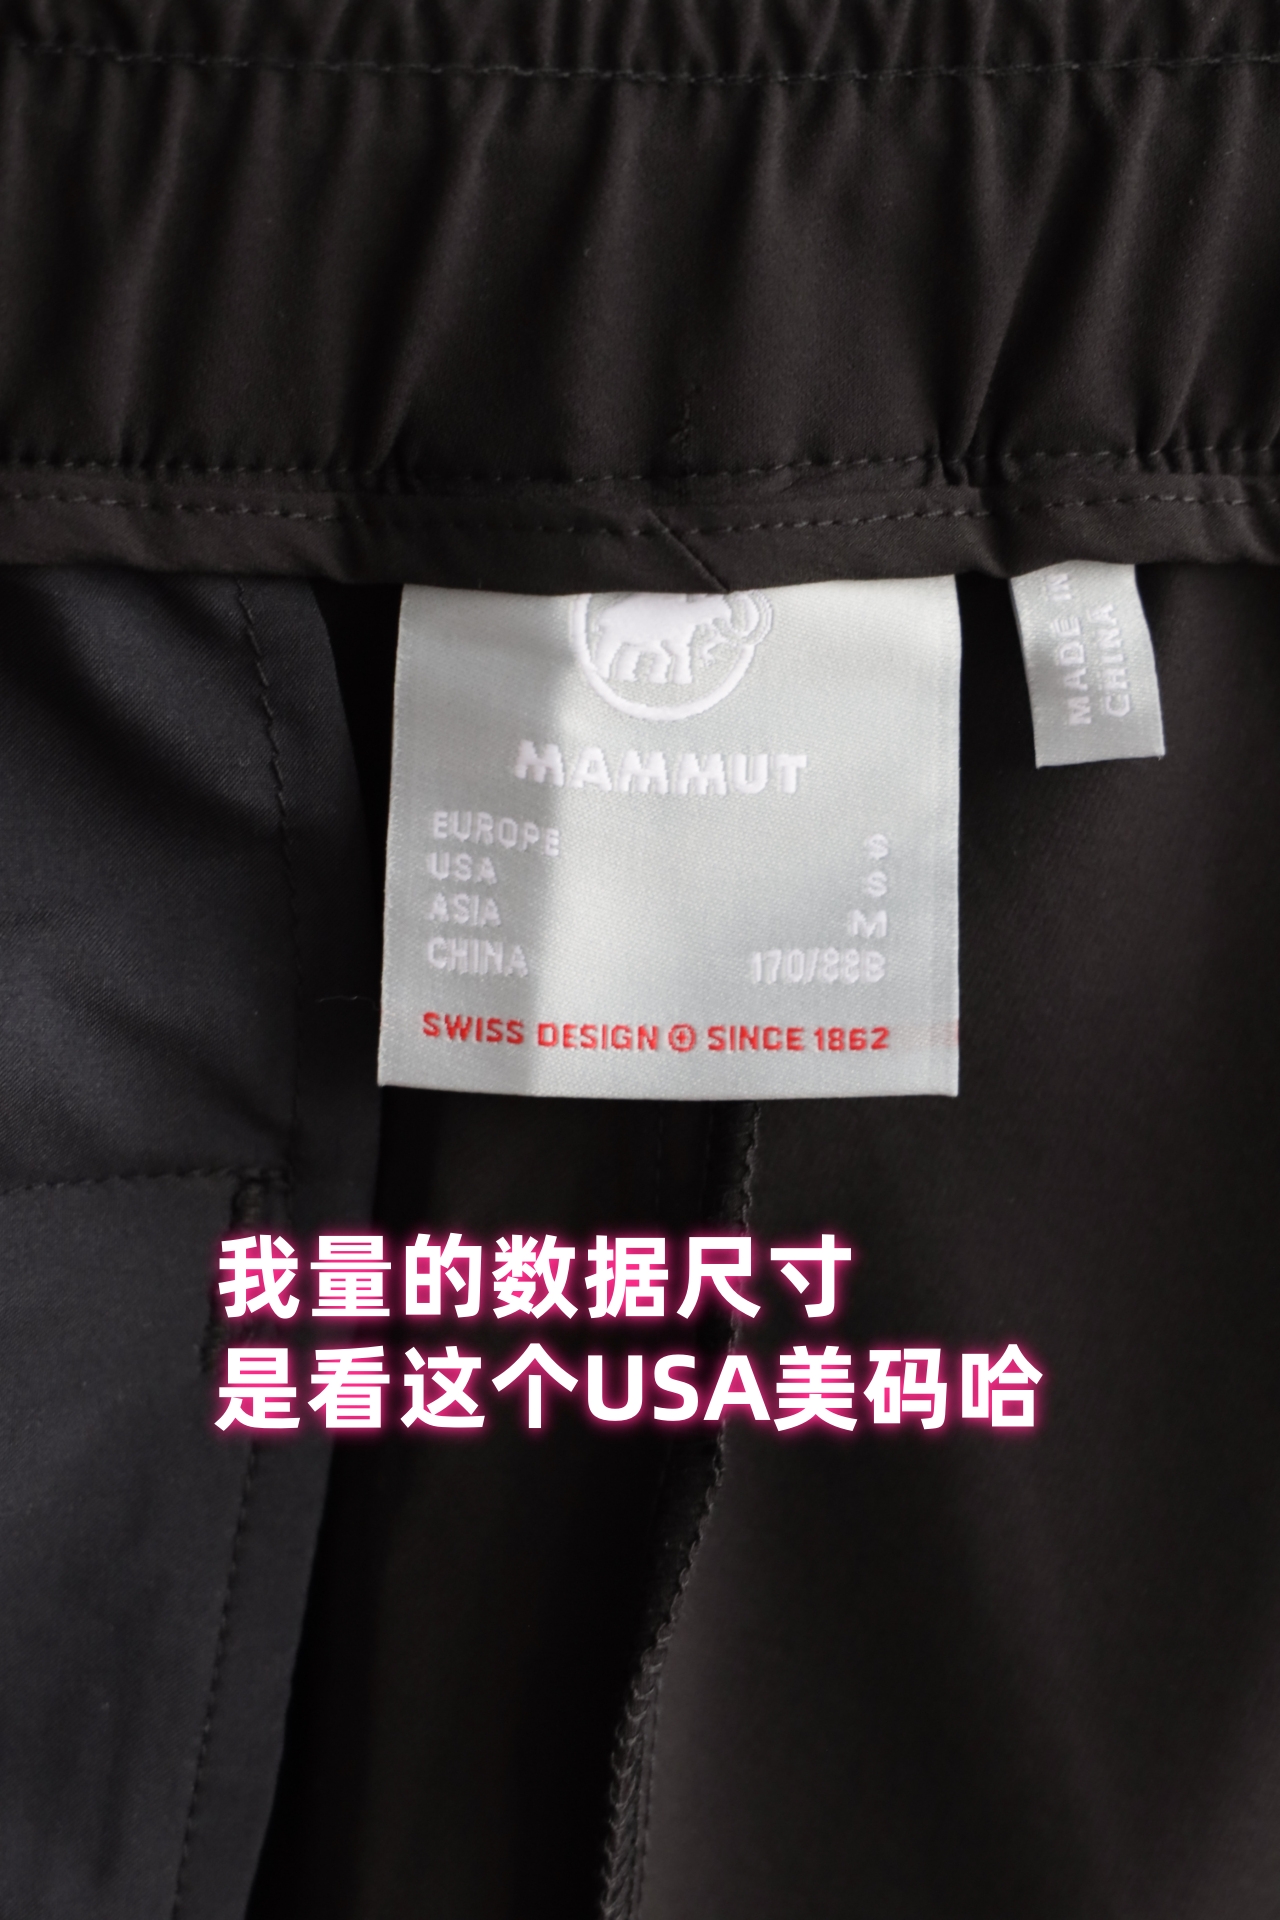 MAMMUT
EUROPE S
USA S
ASIA M
CHINA 170/88B
SWISS DESIGN SINCE 1862
MADE IN
CHINA
我量的数据尺寸
是看这个USA美码哈